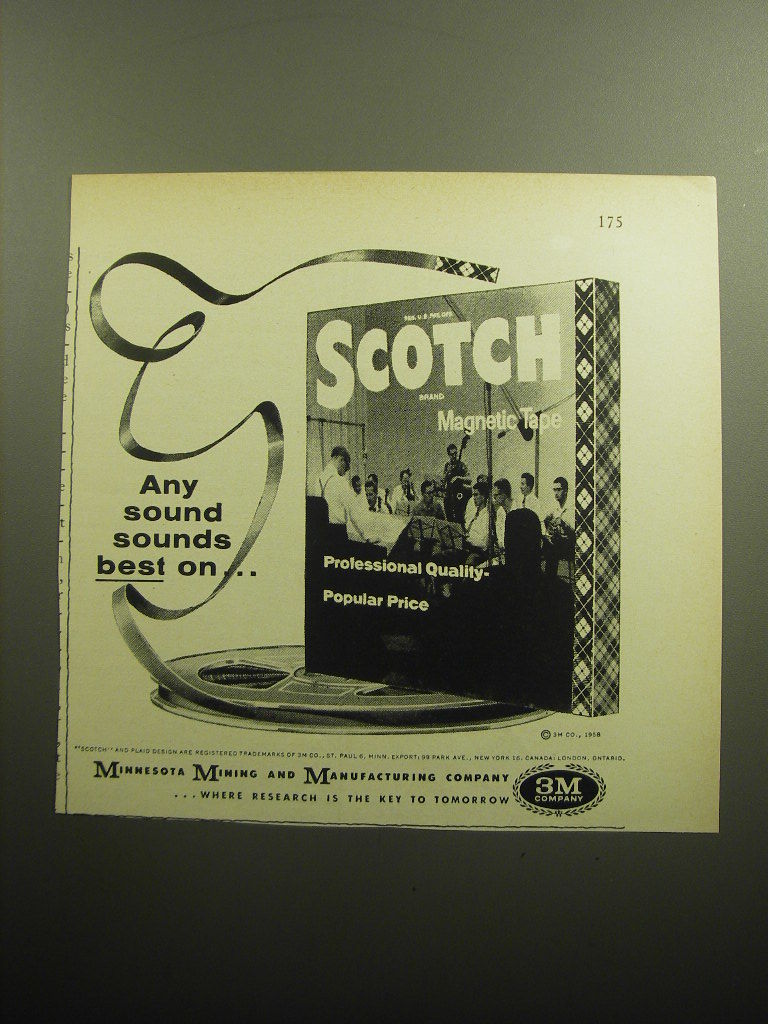 175
REG. U.S. PAT. OFF.
SCOTCH
BRAND
Magnetic Tape
Any
sound
sounds
best on...
Professional Quality-
Popular Price
© 3M CO., 1958
"SCOTCH" AND PLAID DESIGN ARE REGISTERED TRADEMARKS OF 3M CO., ST. PAUL 6, MINN. EXPORT: 99 PARK AVE., NEW YORK 16. CANADA: LONDON, ONTARIO.
MINNESOTA MINING AND MANUFACTURING COMPANY
...WHERE RESEARCH IS THE KEY TO TOMORROW
3M
COMPANY